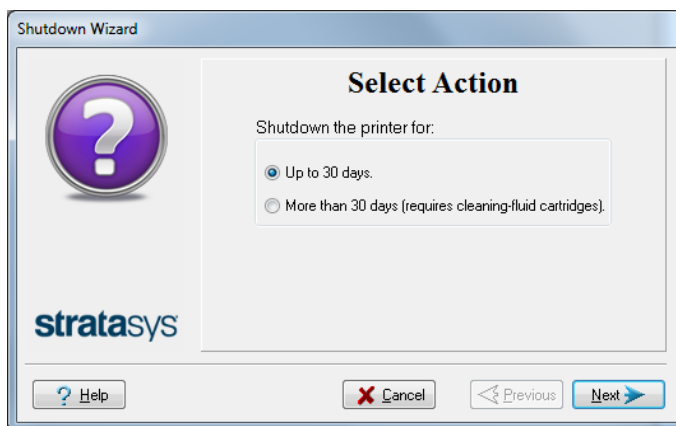 Shutdown Wizard
Select Action
Shutdown the printer for:
Up to 30 days.
More than 30 days (requires cleaning-fluid cartridges).
stratasys
? Help
Cancel
Previous
Next